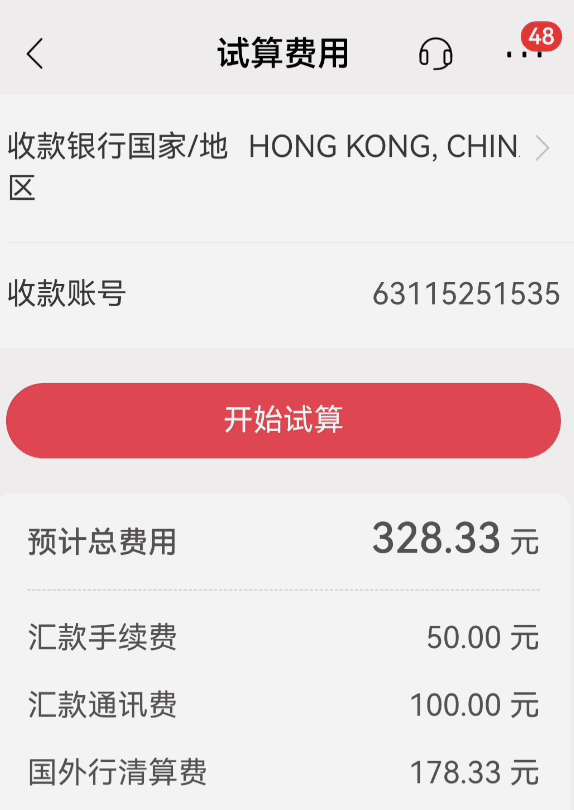 试算费用
48
收款银行国家/地 HONG KONG, CHIN
区
收款账号 63115251535
开始试算
预计总费用 328.33 元
汇款手续费 50.00 元
汇款通讯费 100.00 元
国外行清算费 178.33 元